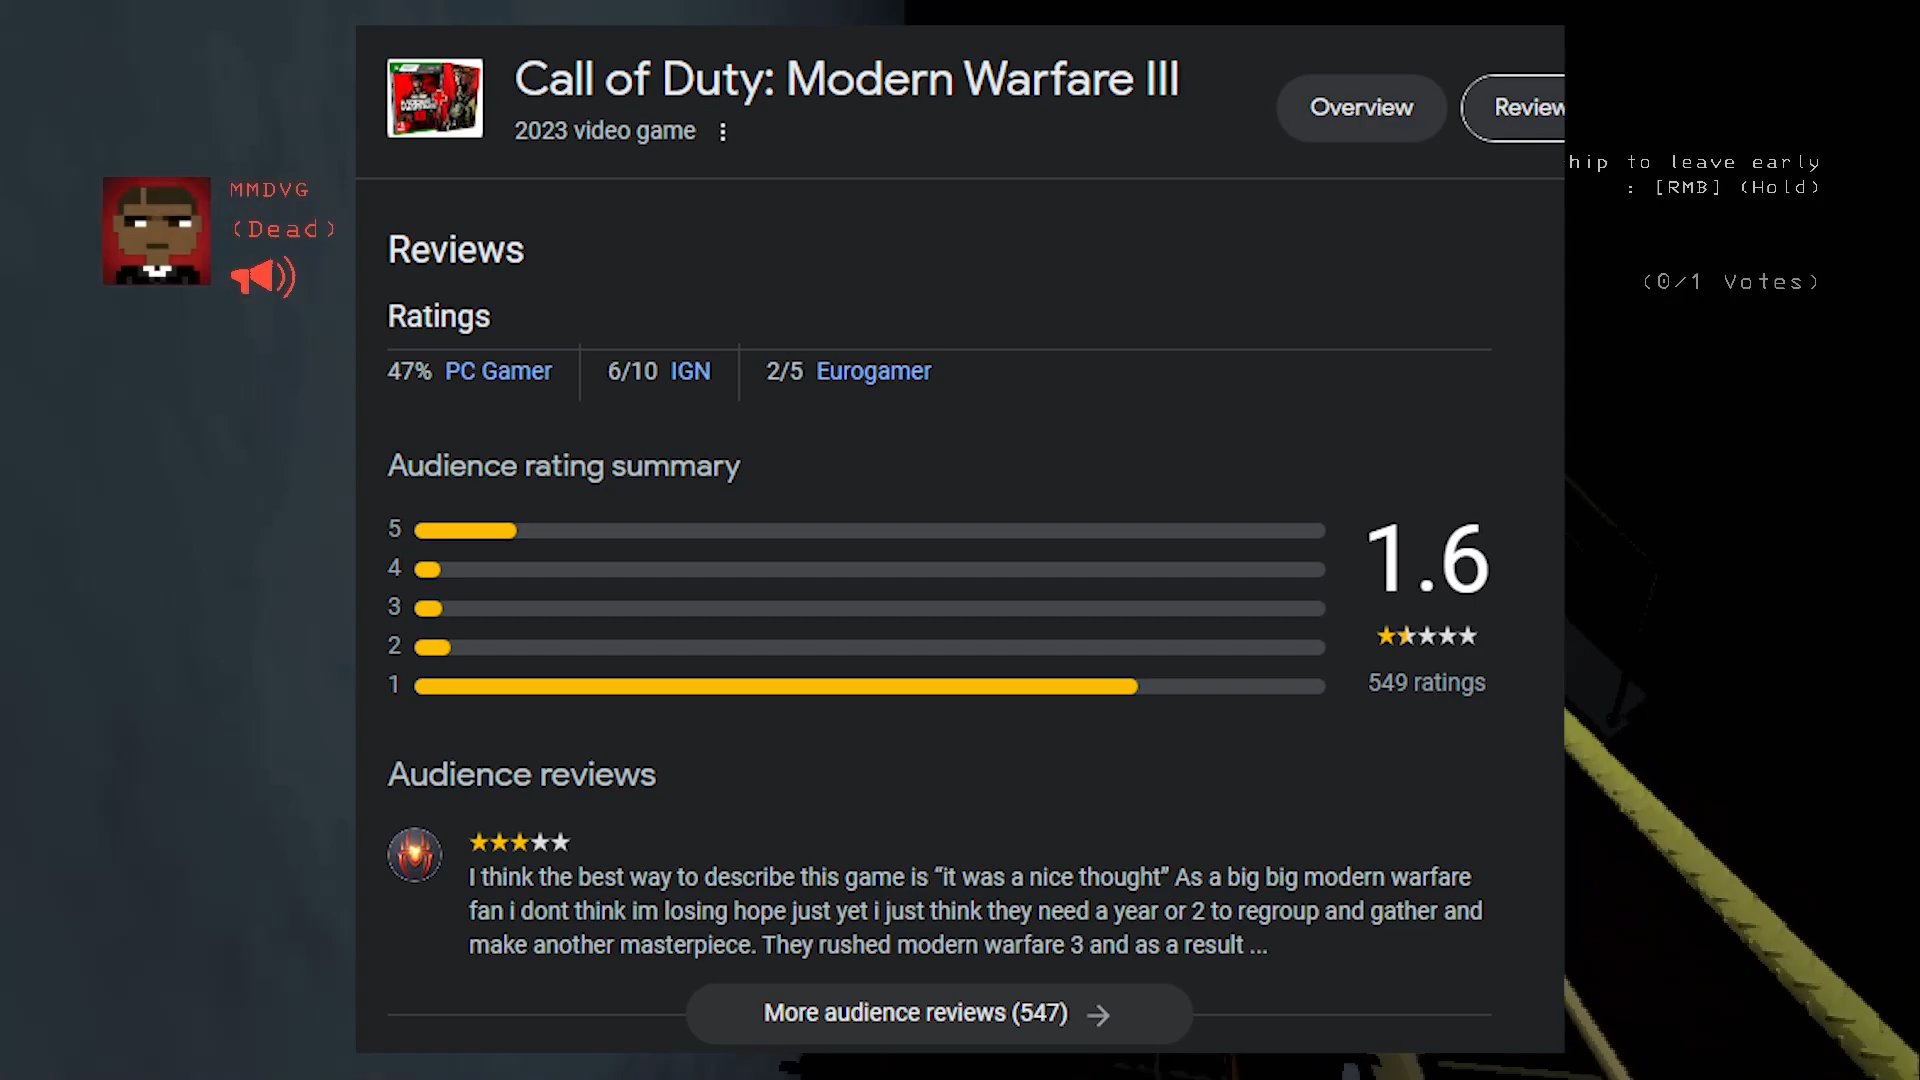 Call of Duty: Modern Warfare III
2023 video game
Overview
Review
hip to leave early
: [RMB] (Hold)
MMDVG
(Dead)
(0/1 Votes)
Reviews
Ratings
47% PC Gamer
6/10 IGN
2/5 Eurogamer
Audience rating summary
5
4
3
2
1
1.6
549 ratings
Audience reviews
I think the best way to describe this game is “it was a nice thought” As a big big modern warfare
fan i dont think im losing hope just yet i just think they need a year or 2 to regroup and gather and
make another masterpiece. They rushed modern warfare 3 and as a result ...
More audience reviews (547)